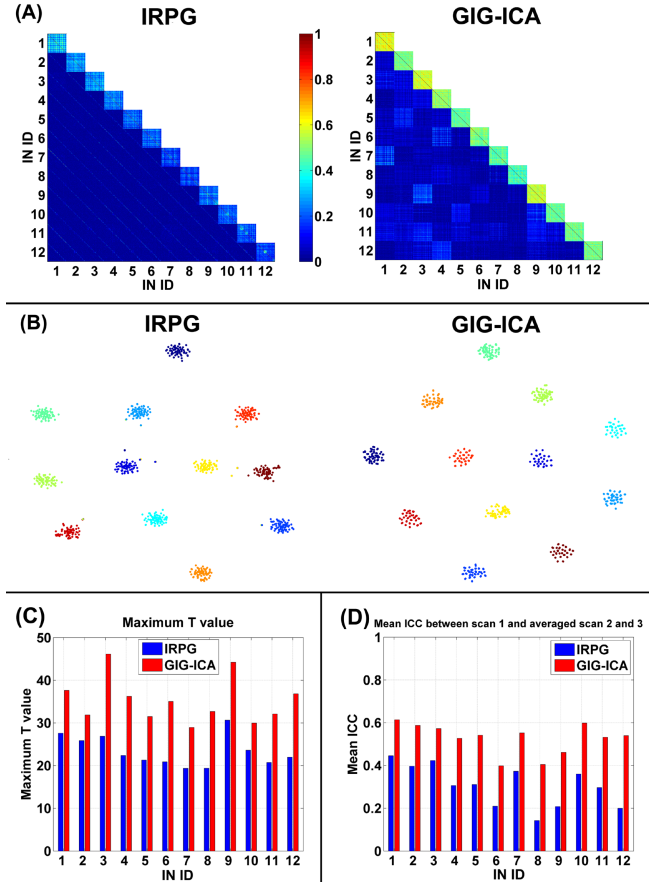 (A)
IRPG
GIG-ICA
IN ID
1
2
3
4
5
6
7
8
9
10
11
12
1 2 3 4 5 6 7 8 9 10 11 12
IN ID
1
0.8
0.6
0.4
0.2
0
IN ID
1
2
3
4
5
6
7
8
9
10
11
12
1 2 3 4 5 6 7 8 9 10 11 12
IN ID
(B)
IRPG
GIG-ICA
(C)
Maximum T value
IRPG
GIG-ICA
Maximum T value
50
40
30
20
10
0
1 2 3 4 5 6 7 8 9 10 11 12
IN ID
(D)
Mean ICC between scan 1 and averaged scan 2 and 3
IRPG
GIG-ICA
Mean ICC
1
0.8
0.6
0.4
0.2
0
1 2 3 4 5 6 7 8 9 10 11 12
IN ID